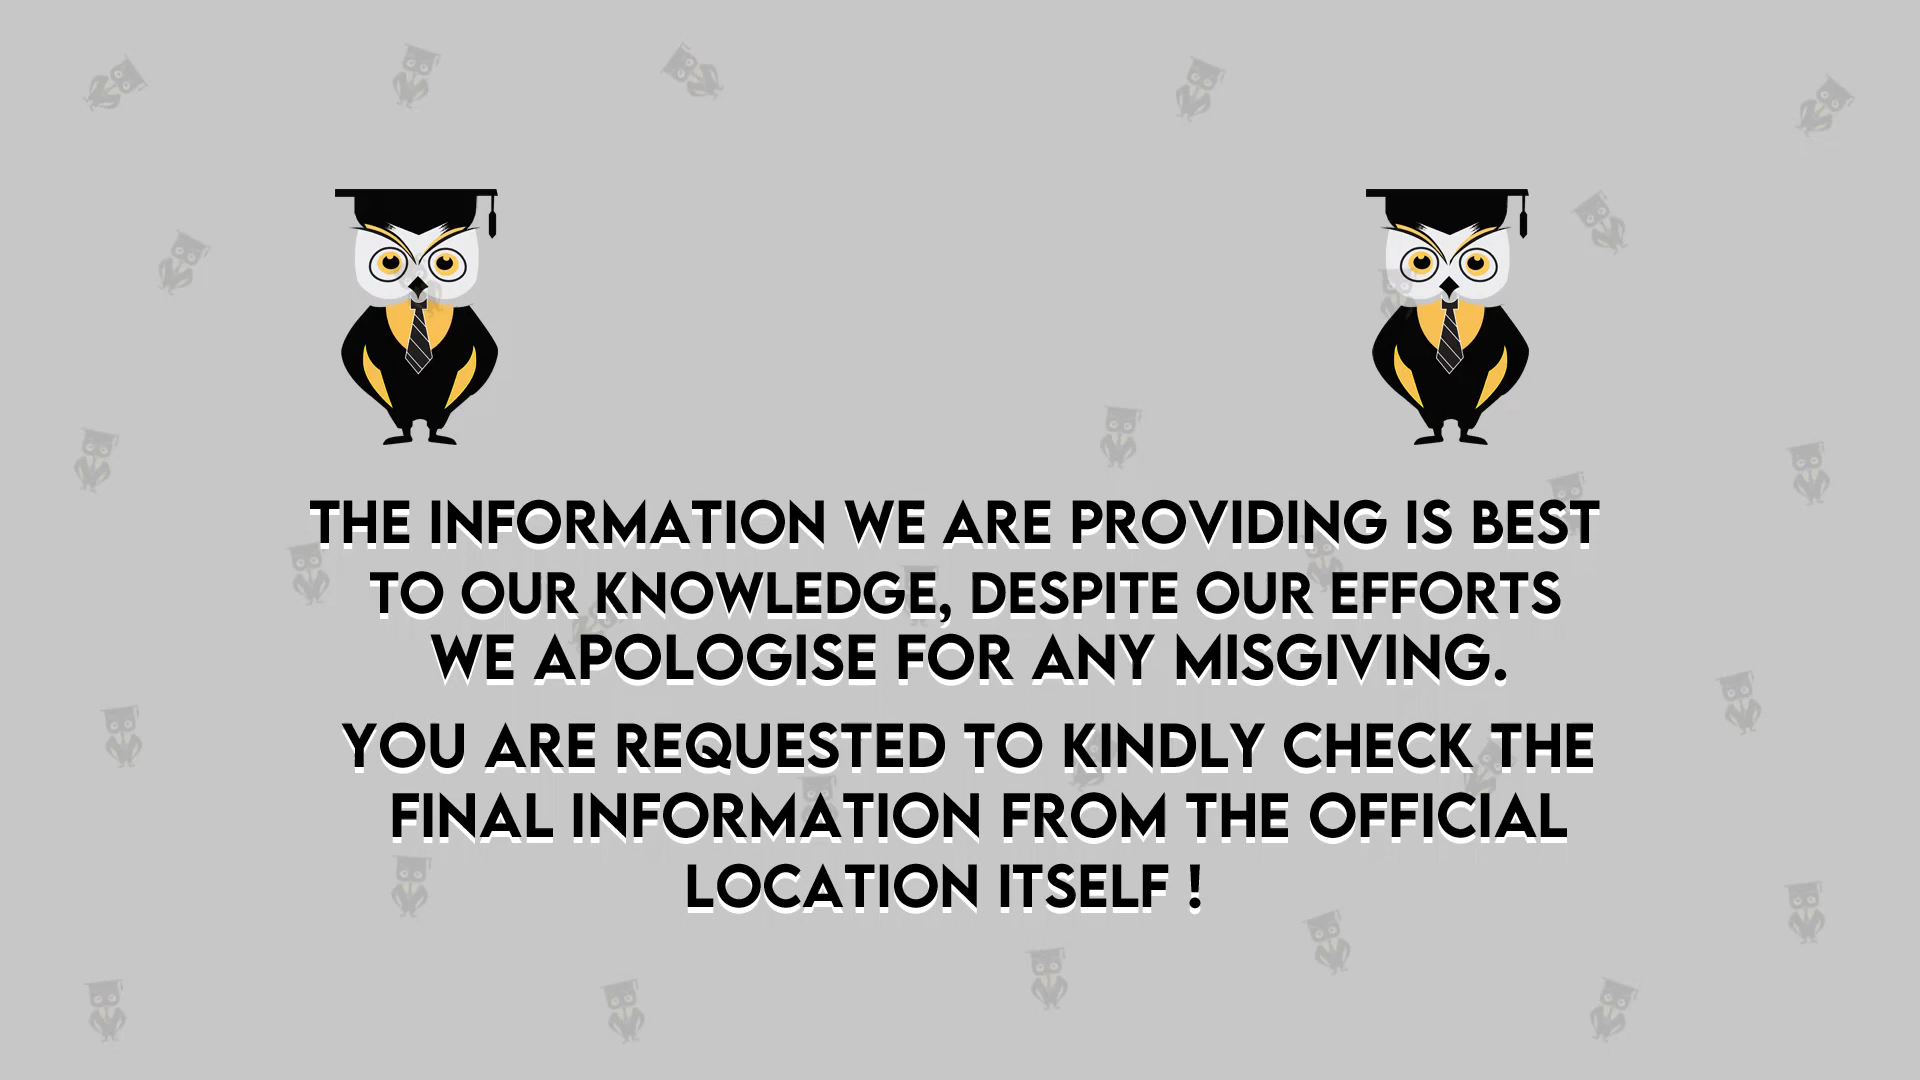 THE INFORMATION WE ARE PROVIDING IS BEST
TO OUR KNOWLEDGE, DESPITE OUR EFFORTS
WE APOLOGISE FOR ANY MISGIVING.
YOU ARE REQUESTED TO KINDLY CHECK THE
FINAL INFORMATION FROM THE OFFICIAL
LOCATION ITSELF !